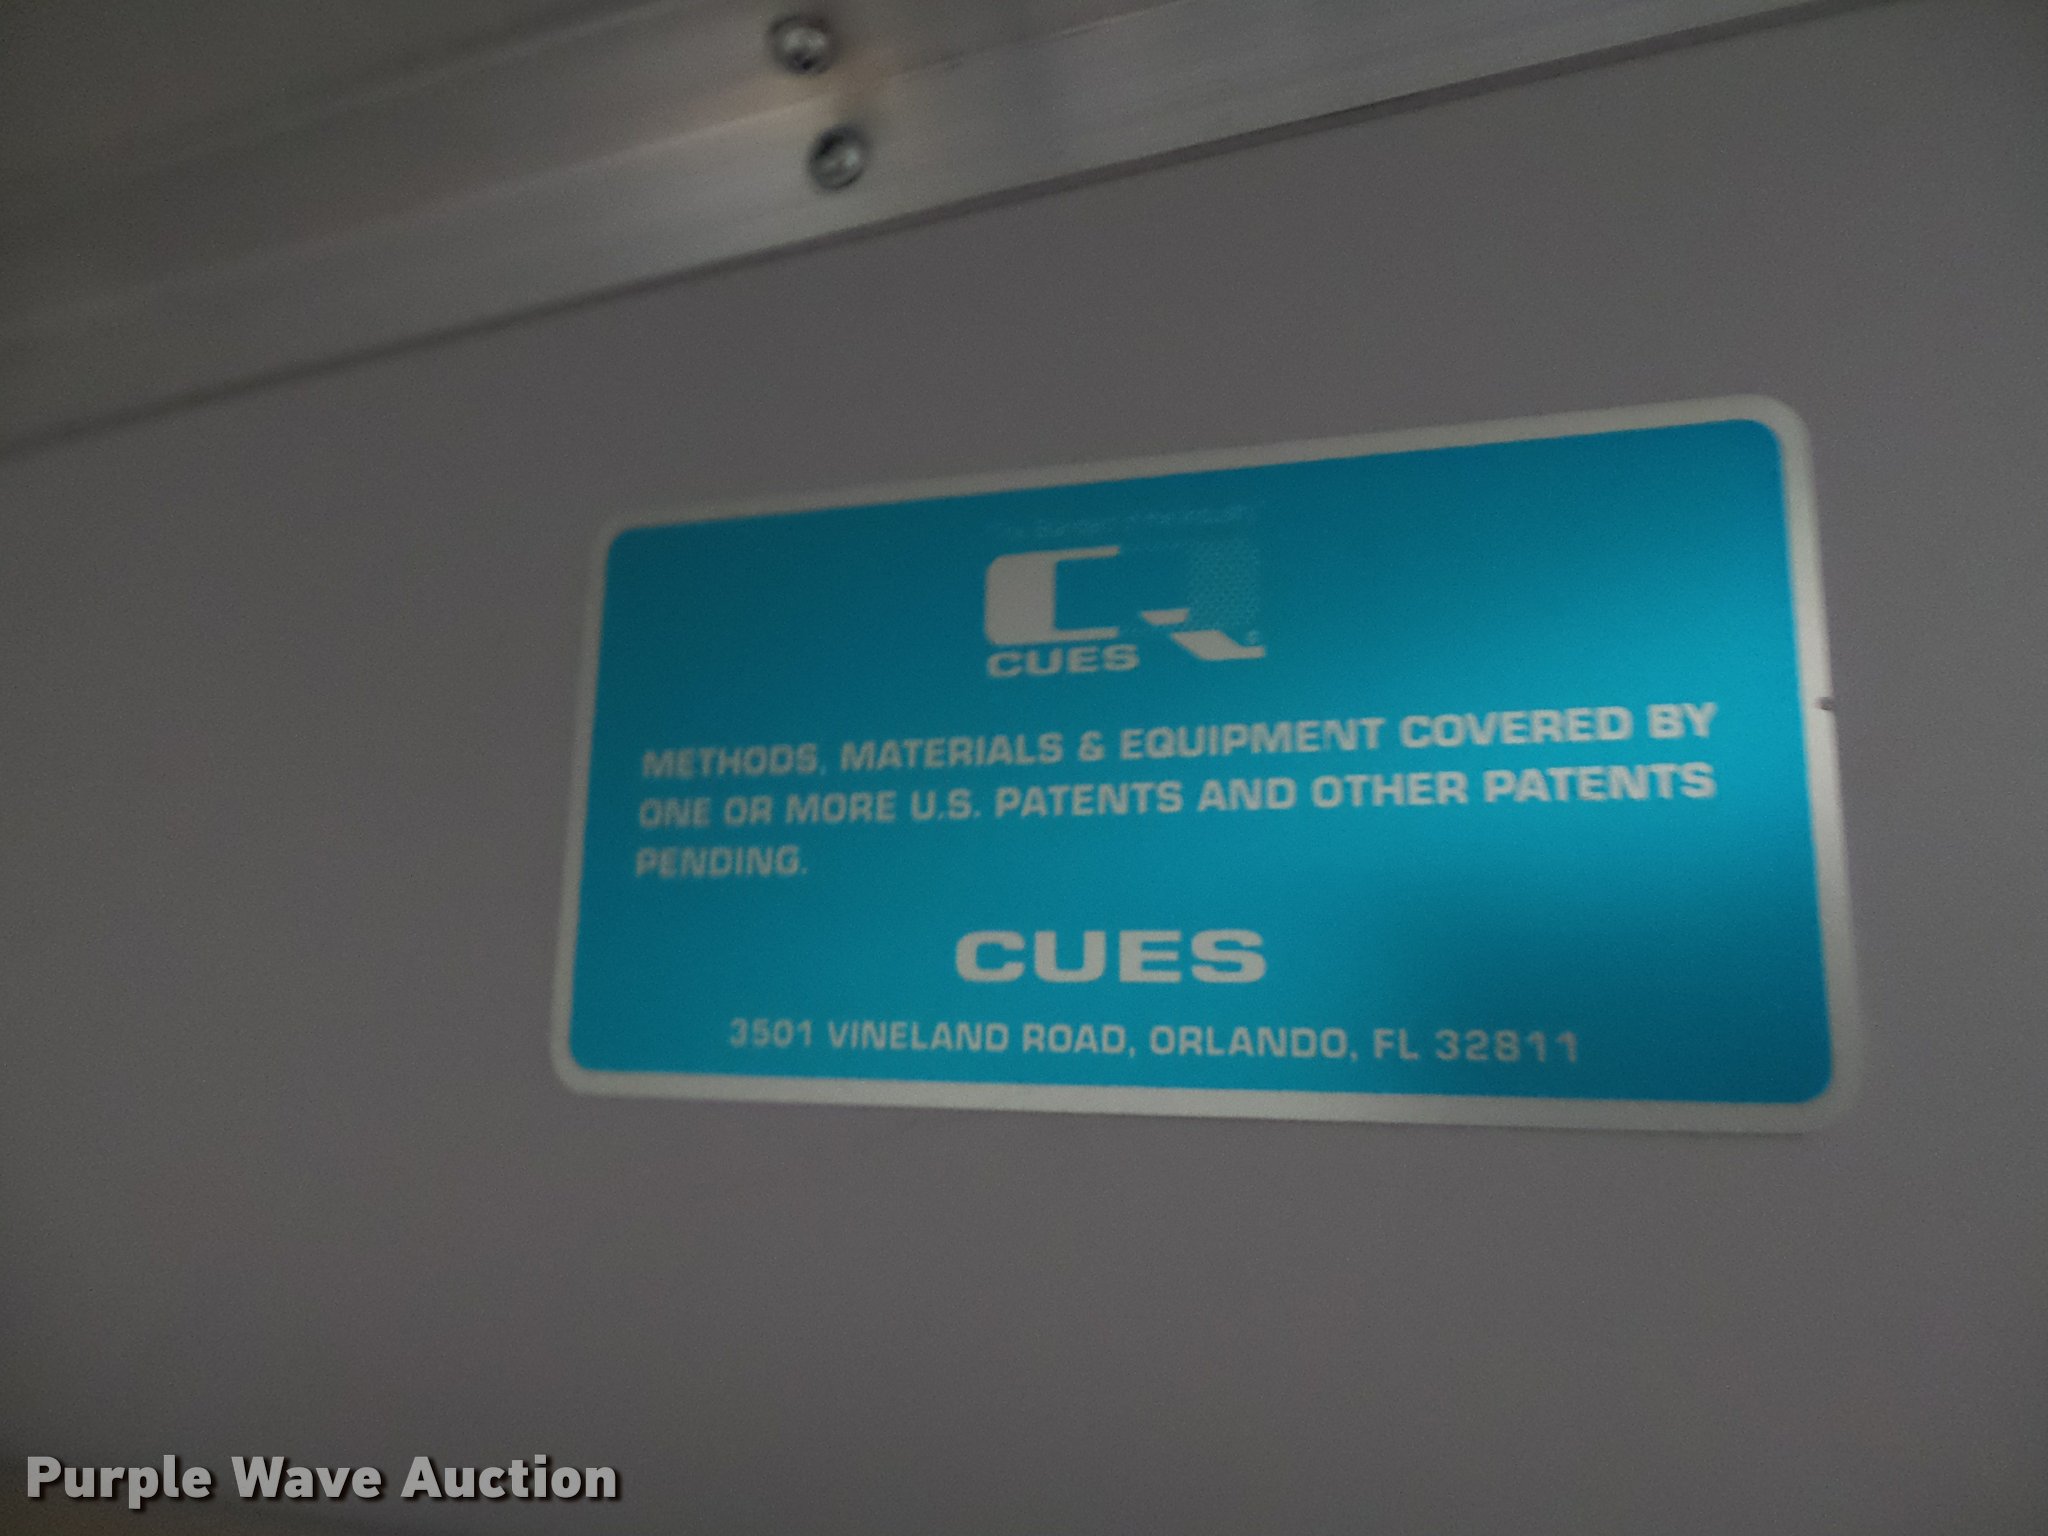 CUES
METHODS, MATERIALS & EQUIPMENT COVERED BY
ONE OR MORE U.S. PATENTS AND OTHER PATENTS
PENDING.
CUES
3501 VINELAND ROAD, ORLANDO, FL 32811
Purple Wave Auction